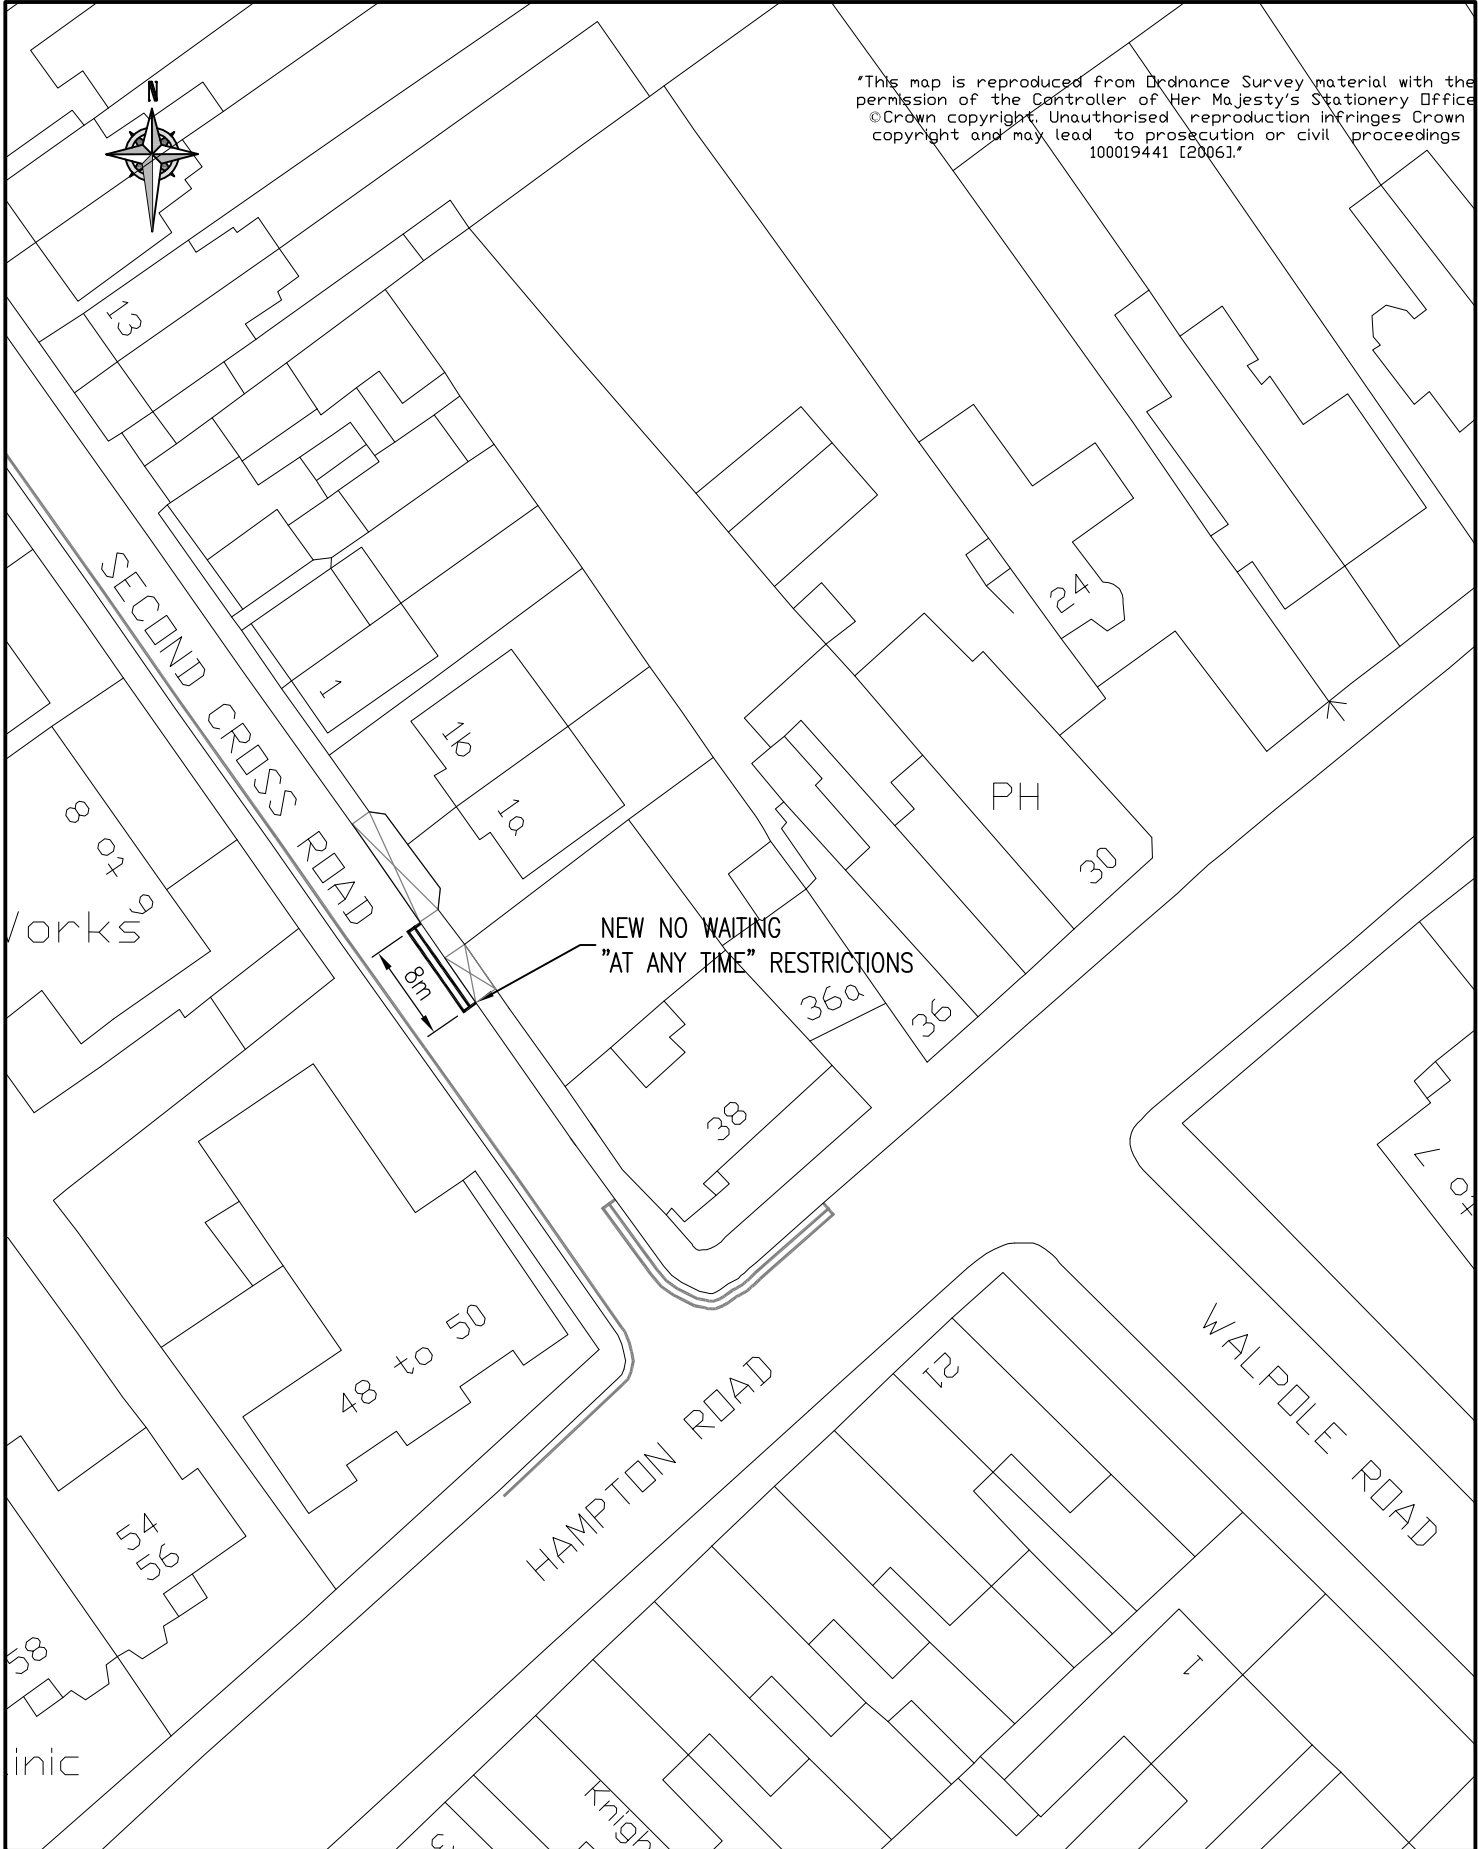 "This map is reproduced from Ordnance Survey material with the
permission of the Controller of Her Majesty's Stationery Office
©Crown copyright. Unauthorised reproduction infringes Crown
copyright and may lead to prosecution or civil proceedings
100019441 [2006]."
N
13
SECOND CROSS ROAD
1
1b
1a
24
PH
30
6 to 8
Works
NEW NO WAITING
"AT ANY TIME" RESTRICTIONS
8m
36a
36
38
to 7
48 to 50
21
WALPOLE ROAD
HAMPTON ROAD
54
56
58
1
inic
Knigh
3